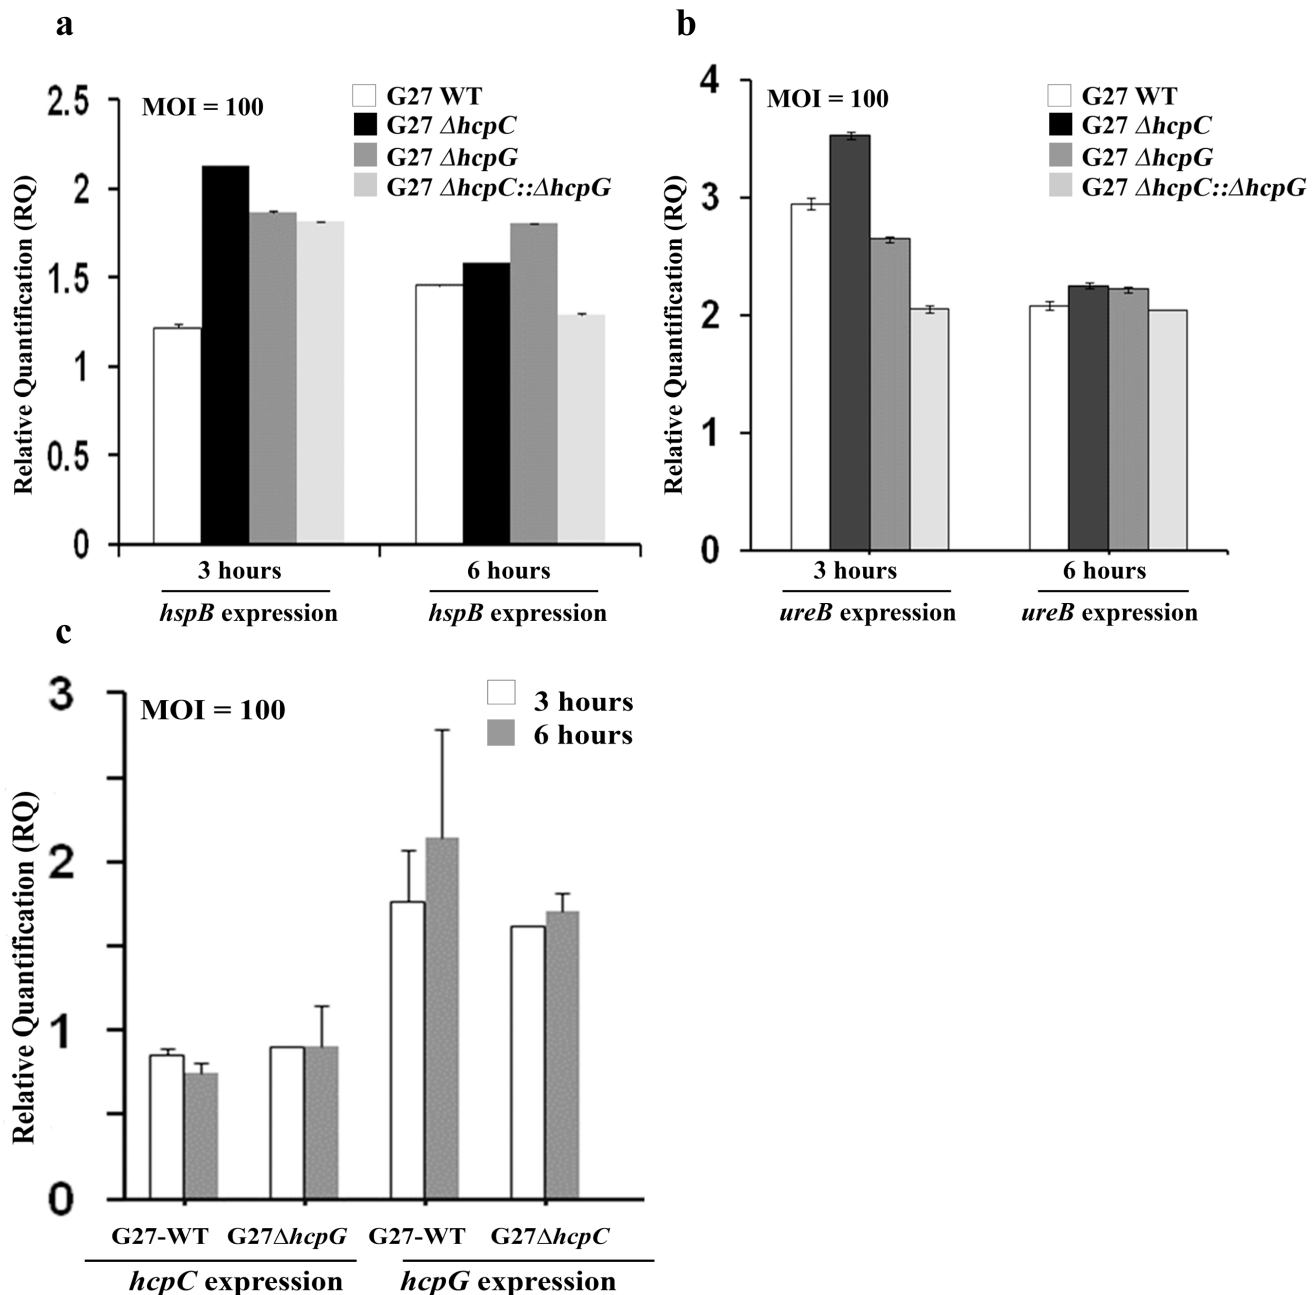 a
MOI = 100
G27 WT
G27 ΔhcpC
G27 ΔhcpG
G27 ΔhcpC::ΔhcpG
Relative Quantification (RQ)
2.5
2
1.5
1
0.5
0
3 hours
6 hours
hspB expression
hspB expression
b
MOI = 100
G27 WT
G27 ΔhcpC
G27 ΔhcpG
G27 ΔhcpC::ΔhcpG
Relative Quantification (RQ)
4
3
2
1
0
3 hours
6 hours
ureB expression
ureB expression
c
MOI = 100
3 hours
6 hours
Relative Quantification (RQ)
3
2
1
0
G27-WT
G27ΔhcpG
G27-WT
G27ΔhcpC
hcpC expression
hcpG expression